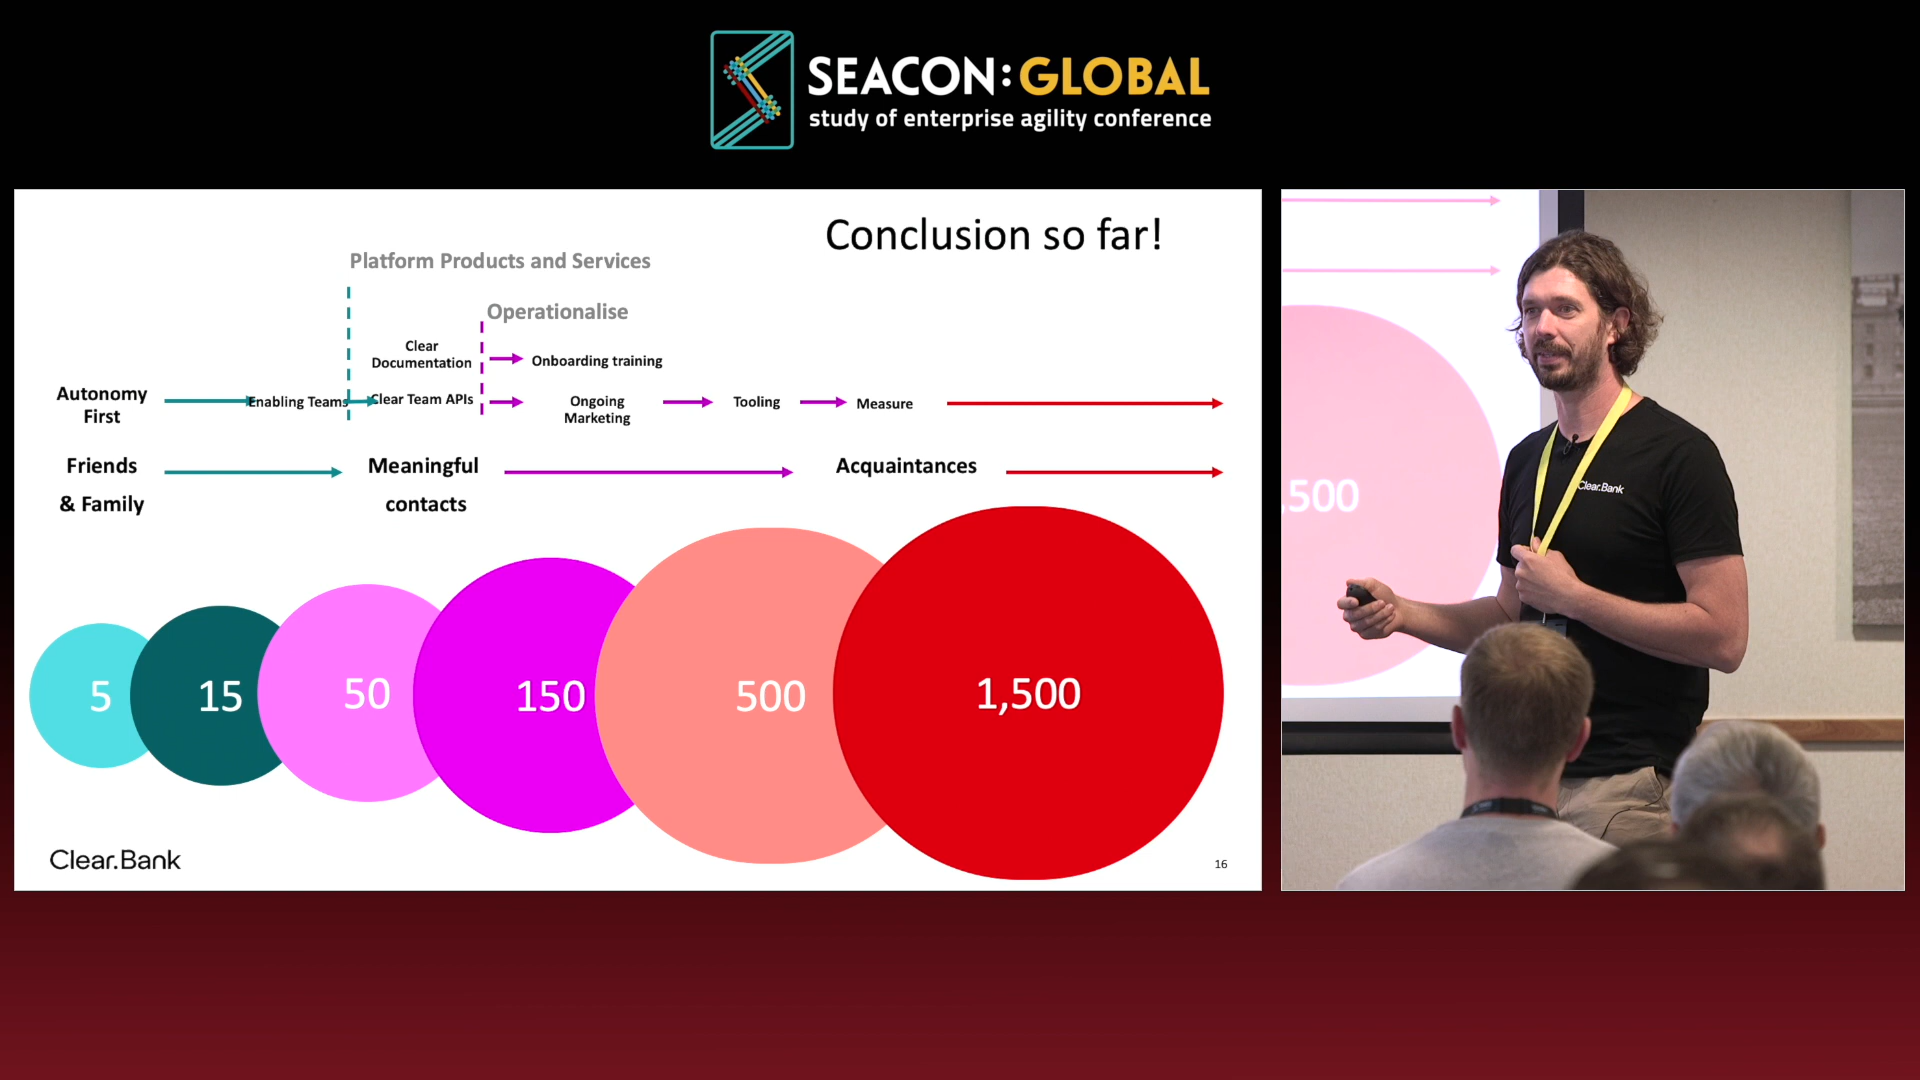 SEACON:GLOBAL
study of enterprise agility conference
Conclusion so far!
Platform Products and Services
Operationalise
Clear
Documentation
Onboarding training
Autonomy
First
Enabling Teams
Clear Team APIs
Ongoing
Marketing
Tooling
Measure
Friends
& Family
Meaningful
contacts
Acquaintances
5
15
50
150
500
1,500
Clear.Bank
16
,500
Clear.Bank